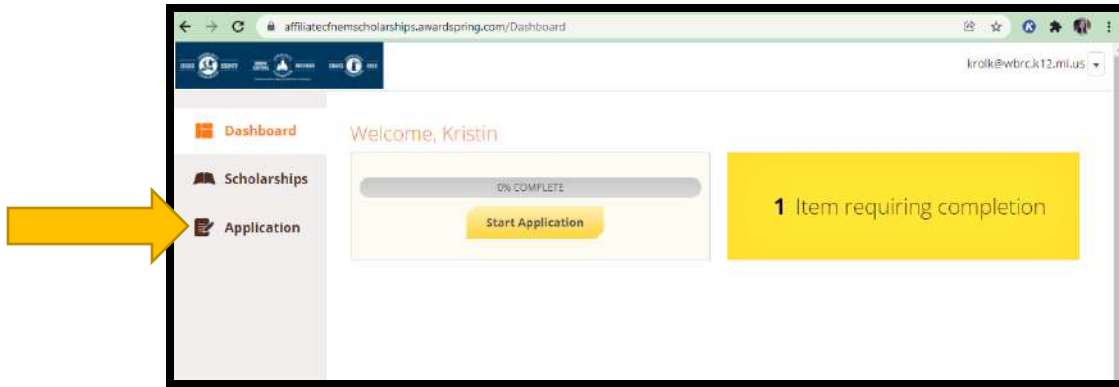 affiliatecfnemscholarships.awardspring.com/Dashboard
krolk@wbrc.k12.mi.us
Dashboard
Scholarships
Application
Welcome, Kristin
0% COMPLETE
Start Application
1 Item requiring completion